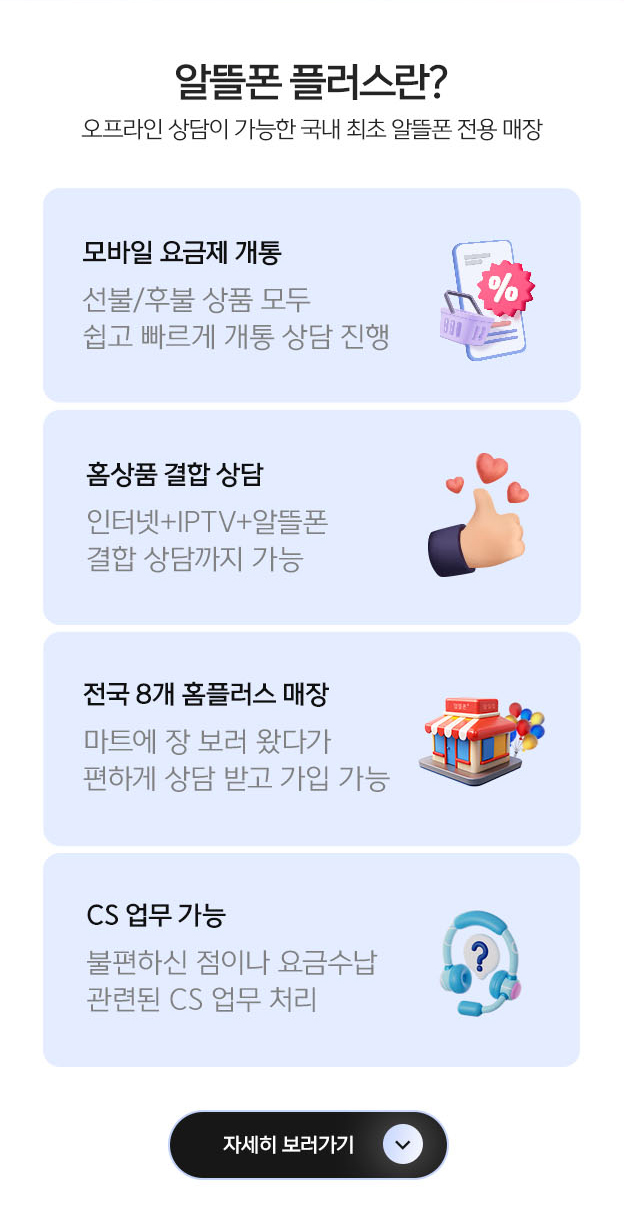 알뜰폰 플러스란?
오프라인 상담이 가능한 국내 최초 알뜰폰 전용 매장
모바일 요금제 개통
선불/후불 상품 모두
쉽고 빠르게 개통 상담 진행
%
홈상품 결합 상담
인터넷+IPTV+알뜰폰
결합 상담까지 가능
전국 8개 홈플러스 매장
마트에 장 보러 왔다가
편하게 상담 받고 가입 가능
CS 업무 가능
불편하신 점이나 요금수납
관련된 CS 업무 처리
?
자세히 보러가기